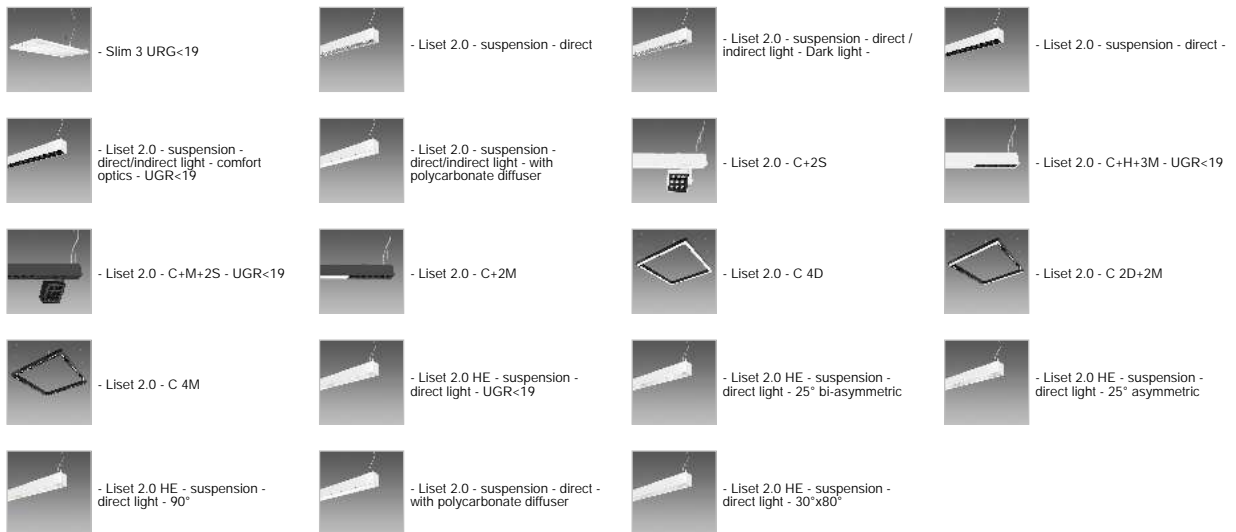 - Slim 3 URG<19
- Liset 2.0 - suspension - direct
- Liset 2.0 - suspension - direct /
indirect light - Dark light -
- Liset 2.0 - suspension - direct -
- Liset 2.0 - suspension -
direct/indirect light - comfort
optics - UGR<19
- Liset 2.0 - suspension -
direct/indirect light - with
polycarbonate diffuser
- Liset 2.0 - C+2S
- Liset 2.0 - C+H+3M - UGR<19
- Liset 2.0 - C+M+2S - UGR<19
- Liset 2.0 - C+2M
- Liset 2.0 - C 4D
- Liset 2.0 - C 2D+2M
- Liset 2.0 - C 4M
- Liset 2.0 HE - suspension -
direct light - UGR<19
- Liset 2.0 HE - suspension -
direct light - 25° bi-asymmetric
- Liset 2.0 HE - suspension -
direct light - 25° asymmetric
- Liset 2.0 HE - suspension -
direct light - 90°
- Liset 2.0 - suspension - direct -
with polycarbonate diffuser
- Liset 2.0 HE - suspension -
direct light - 30°x80°